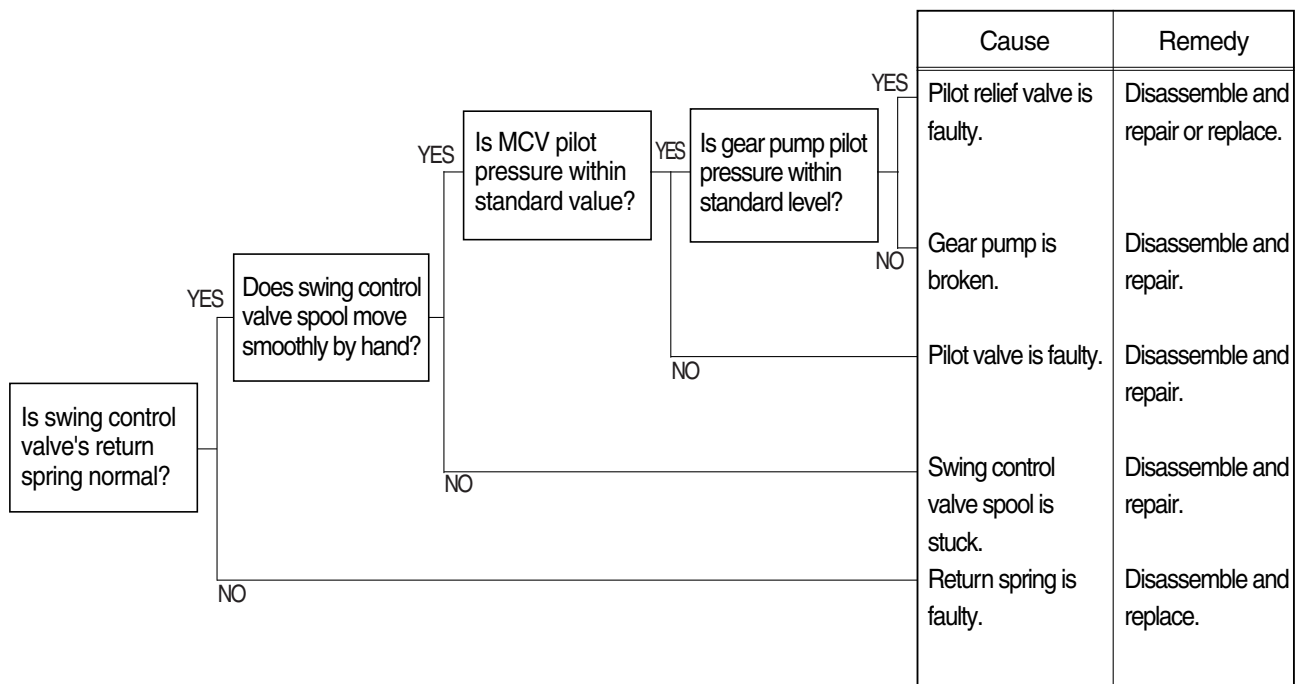 Cause
Remedy
YES
Pilot relief valve is
faulty.
Disassemble and
repair or replace.
YES
Is MCV pilot
pressure within
standard value?
YES
Is gear pump pilot
pressure within
standard level?
NO
Gear pump is
broken.
Disassemble and
repair.
YES
Does swing control
valve spool move
smoothly by hand?
NO
Pilot valve is faulty.
Disassemble and
repair.
Is swing control
valve's return
spring normal?
NO
Swing control
valve spool is
stuck.
Disassemble and
repair.
NO
Return spring is
faulty.
Disassemble and
replace.